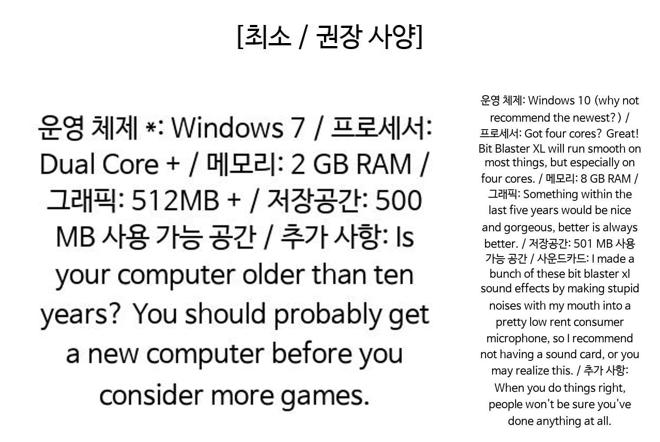 [최소 / 권장 사양]
운영 체제 *: Windows 7 / 프로세서:
Dual Core + / 메모리: 2 GB RAM /
그래픽: 512MB + / 저장공간: 500
MB 사용 가능 공간 / 추가 사항: Is
your computer older than ten
years? You should probably get
a new computer before you
consider more games.
운영 체제: Windows 10 (why not
recommend the newest?) /
프로세서: Got four cores? Great!
Bit Blaster XL will run smooth on
most things, but especially on
four cores. / 메모리: 8 GB RAM /
그래픽: Something within the
last five years would be nice
and gorgeous, better is always
better. / 저장공간: 501 MB 사용
가능 공간 / 사운드카드: I made a
bunch of these bit blaster xl
sound effects by making stupid
noises with my mouth into a
pretty low rent consumer
microphone, so I recommend
not having a sound card, or you
may realize this. / 추가 사항:
When you do things right,
people won't be sure you've
done anything at all.